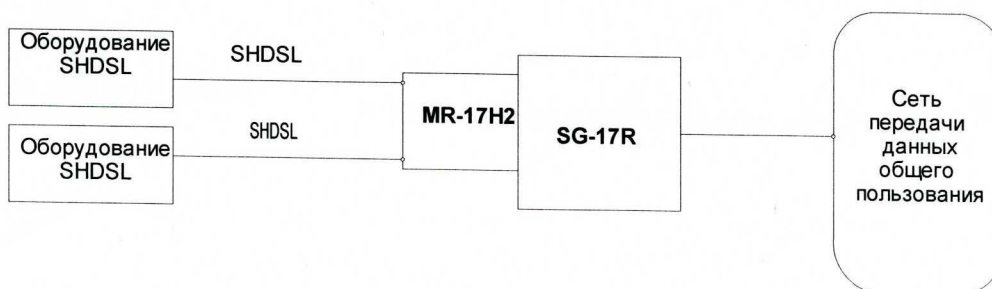 Оборудование
SHDSL
SHDSL
Оборудование
SHDSL
SHDSL
MR-17H2
SG-17R
Сеть
передачи
данных
общего
пользования